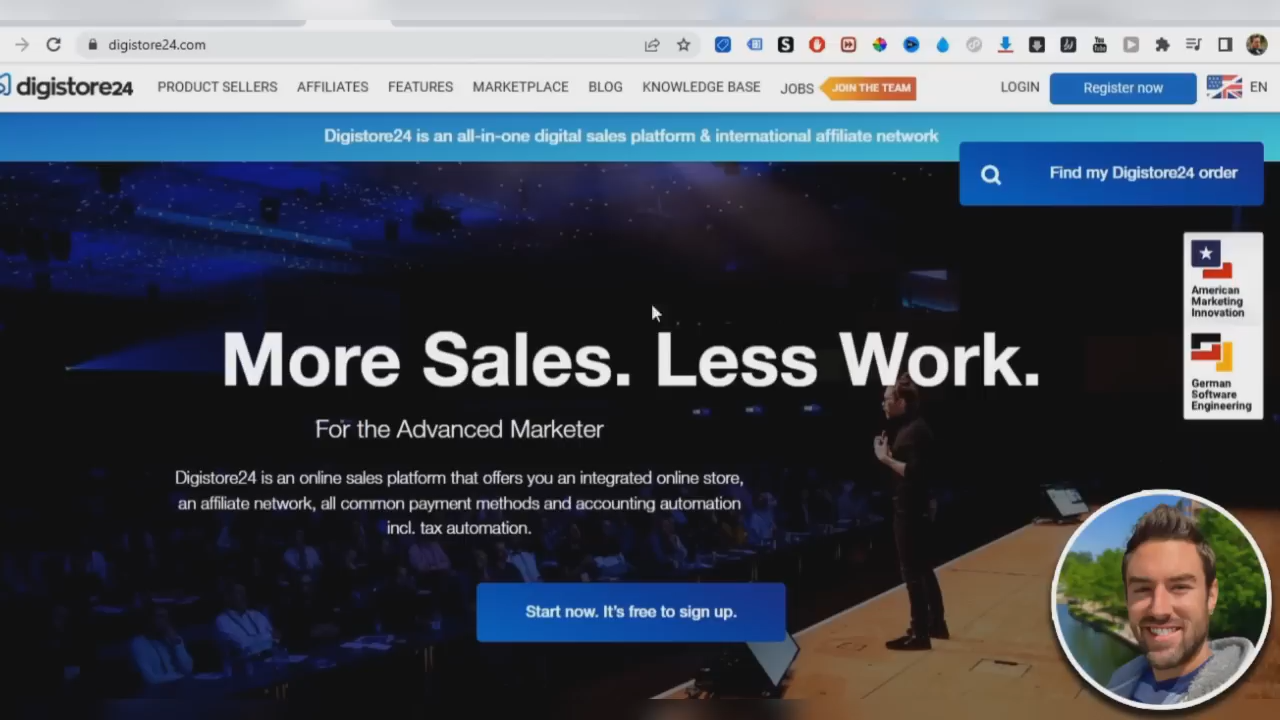 digistore24.com
digistore24
PRODUCT SELLERS
AFFILIATES
FEATURES
MARKETPLACE
BLOG
KNOWLEDGE BASE
JOBS
JOIN THE TEAM
LOGIN
Register now
EN
Digistore24 is an all-in-one digital sales platform & international affiliate network
Find my Digistore24 order
American
Marketing
Innovation
German
Software
Engineering
More Sales. Less Work.
For the Advanced Marketer
Digistore24 is an online sales platform that offers you an integrated online store,
an affiliate network, all common payment methods and accounting automation
incl. tax automation.
Start now. It's free to sign up.